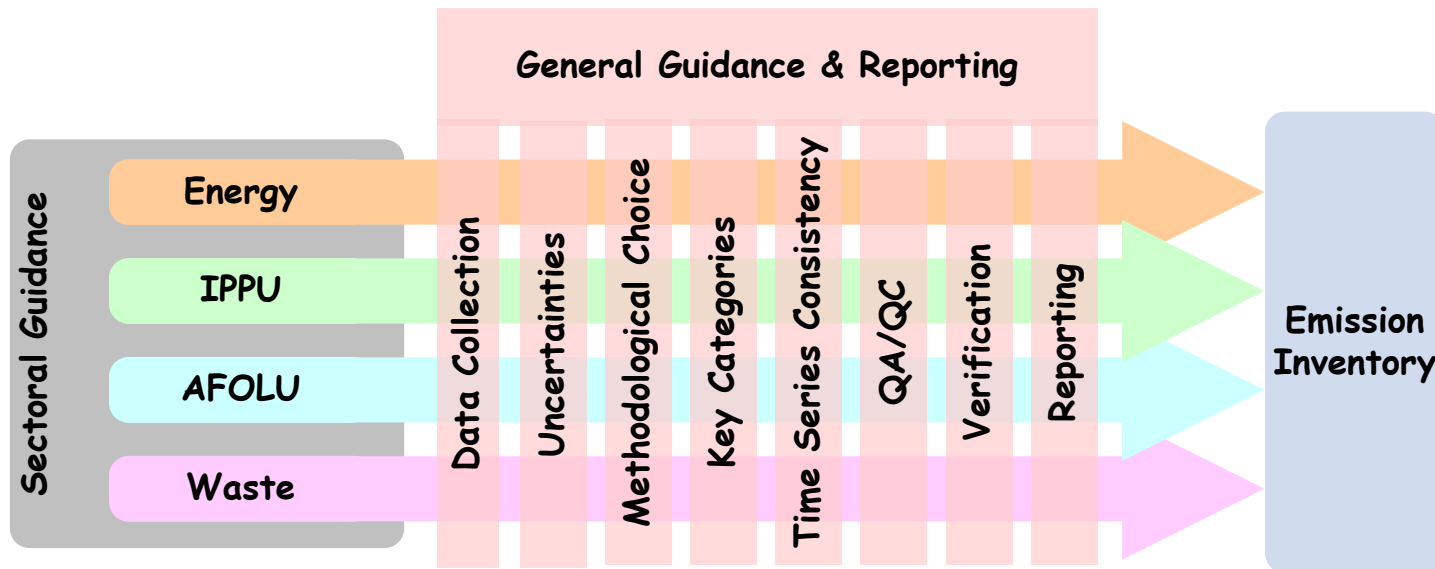 General Guidance & Reporting
Sectoral Guidance
Energy
IPPU
AFOLU
Waste
Data Collection
Uncertainties
Methodological Choice
Key Categories
Time Series Consistency
QA/QC
Verification
Reporting
Emission
Inventory